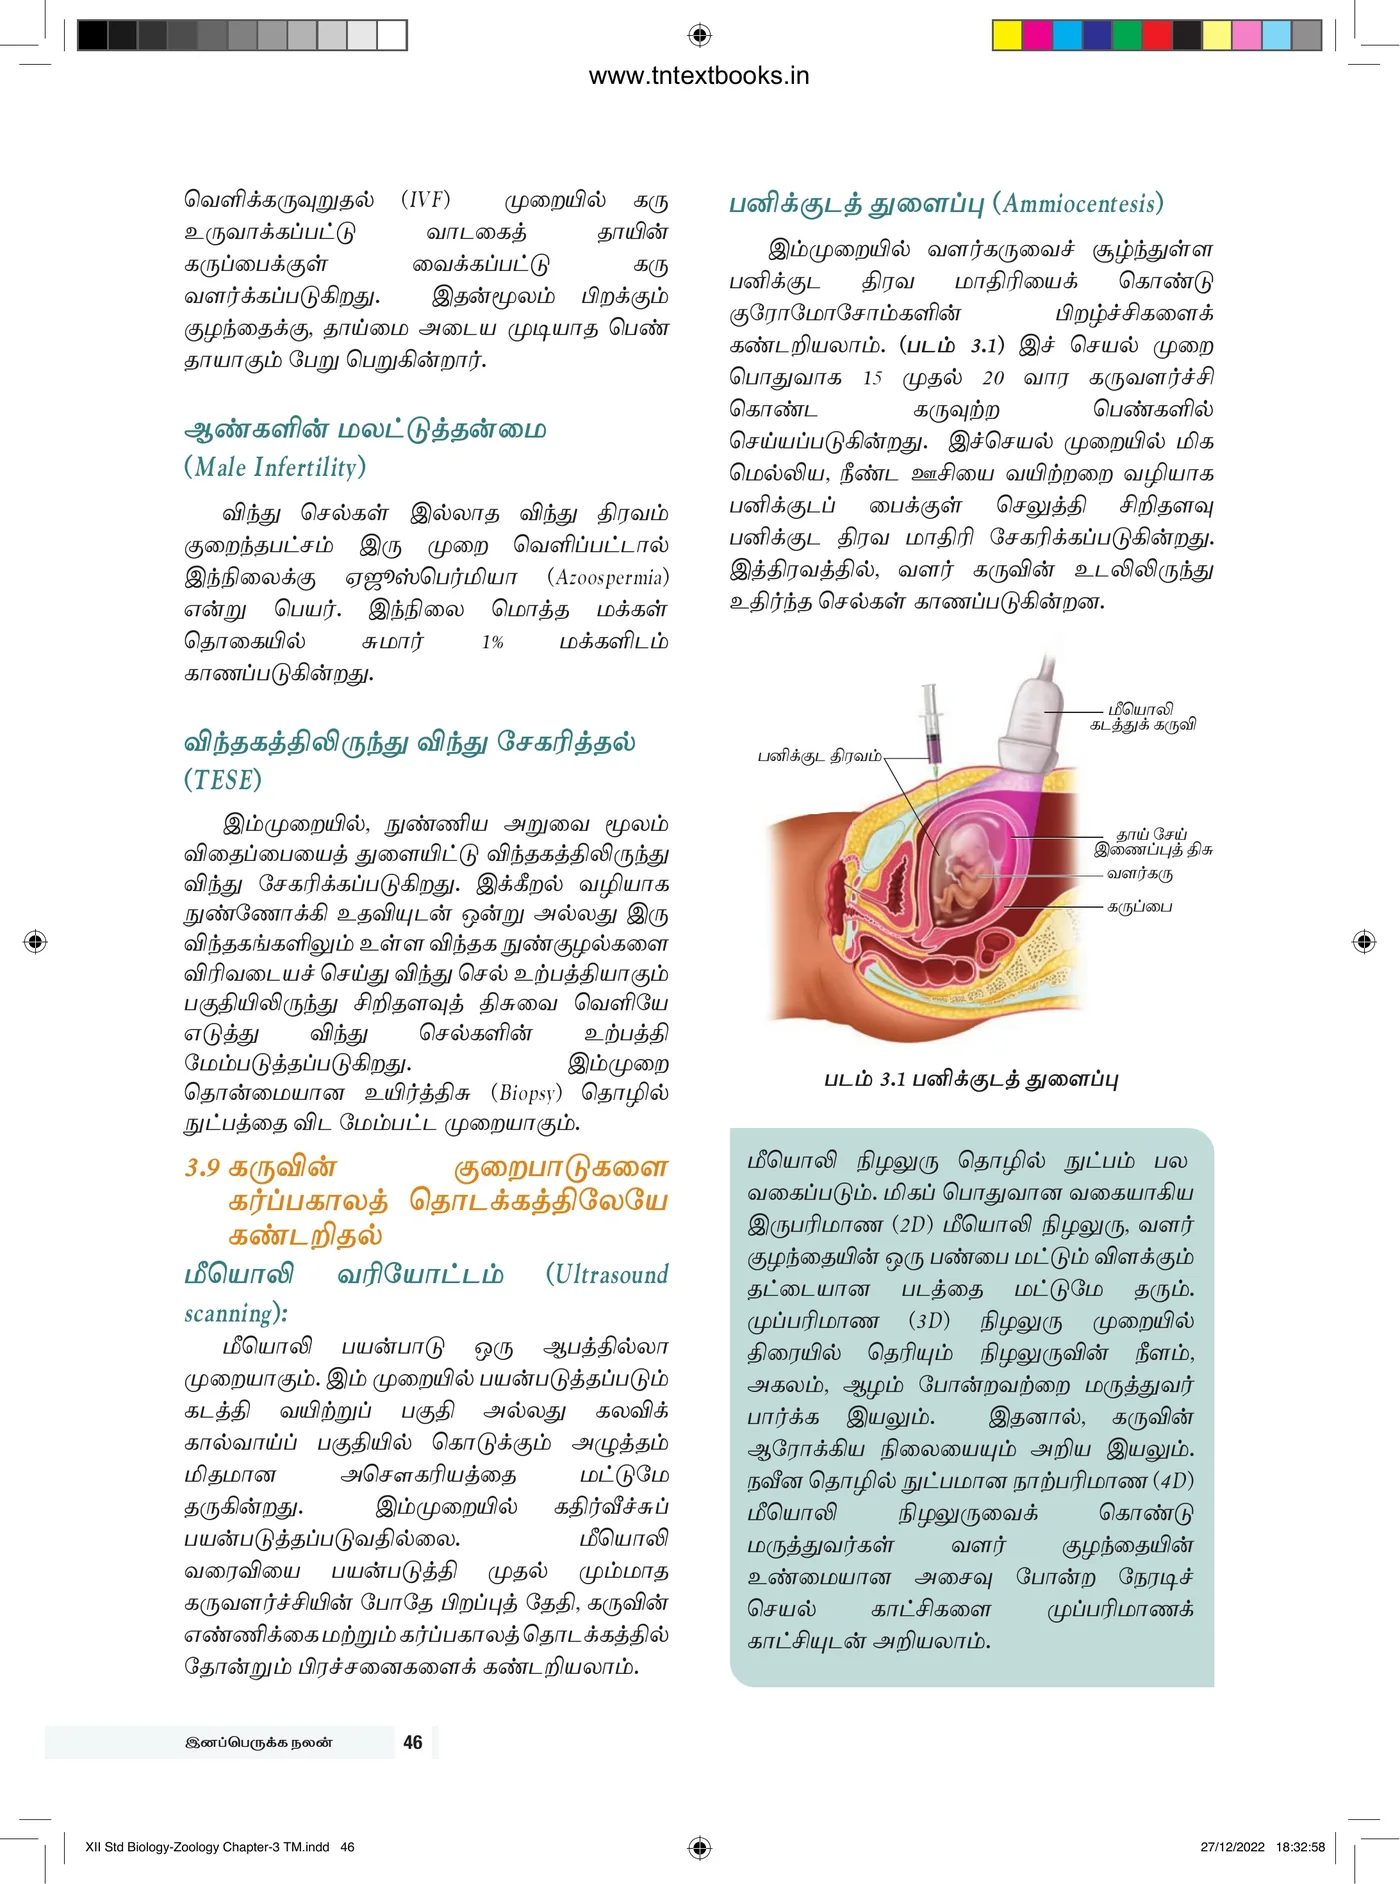 www.tntextbooks.in
வெளிக்கருவுறுதல் (IVF) முறையில் கரு
உருவாக்கப்பட்டு வாடகைத் தாயின்
கருப்பைக்குள் வைக்கப்பட்டு கரு
வளர்க்கப்படுகிறது. இதன்மூலம் பிறக்கும்
குழந்தைக்கு, தாய்மை அடைய முடியாத பெண்
தாயாகும் பேறு பெறுகின்றார்.
ஆண்களின் மலட்டுத்தன்மை
(Male Infertility)
விந்து செல்கள் இல்லாத விந்து திரவம்
குறைந்தபட்சம் இரு முறை வெளிப்பட்டால்
இந்நிலைக்கு ஏஜூஸ்பெர்மியா (Azoospermia)
என்று பெயர். இந்நிலை மொத்த மக்கள்
தொகையில் சுமார் 1% மக்களிடம்
காணப்படுகின்றது.
விந்தகத்திலிருந்து விந்து சேகரித்தல்
(TESE)
இம்முறையில், நுண்ணிய அறுவை மூலம்
விதைப்பையைத் துளையிட்டு விந்தகத்திலிருந்து
விந்து சேகரிக்கப்படுகிறது. இக்கீறல் வழியாக
நுண்ணோக்கி உதவியுடன் ஒன்று அல்லது இரு
விந்தகங்களிலும் உள்ள விந்தக நுண்குழல்களை
விரிவடையச் செய்து விந்து செல் உற்பத்தியாகும்
பகுதியிலிருந்து சிறிதளவுத் திசுவை வெளியே
எடுத்து விந்து செல்களின் உற்பத்தி
மேம்படுத்தப்படுகிறது. இம்முறை
தொன்மையான உயிர்த்திசு (Biopsy) தொழில்
நுட்பத்தை விட மேம்பட்ட முறையாகும்.
3.9 கருவின் குறைபாடுகளை
கர்ப்பகாலத் தொடக்கத்திலேயே
கண்டறிதல்
மீயொலி வரியோட்டம் (Ultrasound
scanning):
மீயொலி பயன்பாடு ஒரு ஆபத்தில்லா
முறையாகும். இம் முறையில் பயன்படுத்தப்படும்
கடத்தி வயிற்றுப் பகுதி அல்லது கலவிக்
கால்வாய்ப் பகுதியில் கொடுக்கும் அழுத்தம்
மிதமான அசௌகரியத்தை மட்டுமே
தருகின்றது. இம்முறையில் கதிர்வீச்சுப்
பயன்படுத்தப்படுவதில்லை. மீயொலி
வரைவியை பயன்படுத்தி முதல் மும்மாத
கருவளர்ச்சியின் போதே பிறப்புத் தேதி, கருவின்
எண்ணிக்கை மற்றும் கர்ப்பகாலத் தொடக்கத்தில்
தோன்றும் பிரச்சனைகளைக் கண்டறியலாம்.
பனிக்குடத் துளைப்பு (Ammiocentesis)
இம்முறையில் வளர்கருவைச் சூழ்ந்துள்ள
பனிக்குட திரவ மாதிரியைக் கொண்டு
குரோமோசோம்களின் பிறழ்ச்சிகளைக்
கண்டறியலாம். (படம் 3.1) இச் செயல் முறை
பொதுவாக 15 முதல் 20 வார கருவளர்ச்சி
கொண்ட கருவுற்ற பெண்களில்
செய்யப்படுகின்றது. இச்செயல் முறையில் மிக
மெல்லிய, நீண்ட ஊசியை வயிற்றறை வழியாக
பனிக்குடப் பைக்குள் செலுத்தி சிறிதளவு
பனிக்குட திரவ மாதிரி சேகரிக்கப்படுகின்றது.
இத்திரவத்தில், வளர் கருவின் உடலிலிருந்து
உதிர்ந்த செல்கள் காணப்படுகின்றன.
மீயொலி
கடத்துக் கருவி
பனிக்குட திரவம்
தாய் சேய்
இணைப்புத் திசு
வளர்கரு
கருப்பை
படம் 3.1 பனிக்குடத் துளைப்பு
மீயொலி நிழலுரு தொழில் நுட்பம் பல
வகைப்படும். மிகப் பொதுவான வகையாகிய
இருபரிமாண (2D) மீயொலி நிழலுரு, வளர்
குழந்தையின் ஒரு பண்பை மட்டும் விளக்கும்
தட்டையான படத்தை மட்டுமே தரும்.
முப்பரிமாண (3D) நிழலுரு முறையில்
திரையில் தெரியும் நிழலுருவின் நீளம்,
அகலம், ஆழம் போன்றவற்றை மருத்துவர்
பார்க்க இயலும். இதனால், கருவின்
ஆரோக்கிய நிலையையும் அறிய இயலும்.
நவீன தொழில் நுட்பமான நாற்பரிமாண (4D)
மீயொலி நிழலுருவைக் கொண்டு
மருத்துவர்கள் வளர் குழந்தையின்
உண்மையான அசைவு போன்ற நேரடிச்
செயல் காட்சிகளை முப்பரிமாணக்
காட்சியுடன் அறியலாம்.
இனப்பெருக்க நலன் 46
XII Std Biology-Zoology Chapter-3 TM.indd 46 27/12/2022 18:32:58